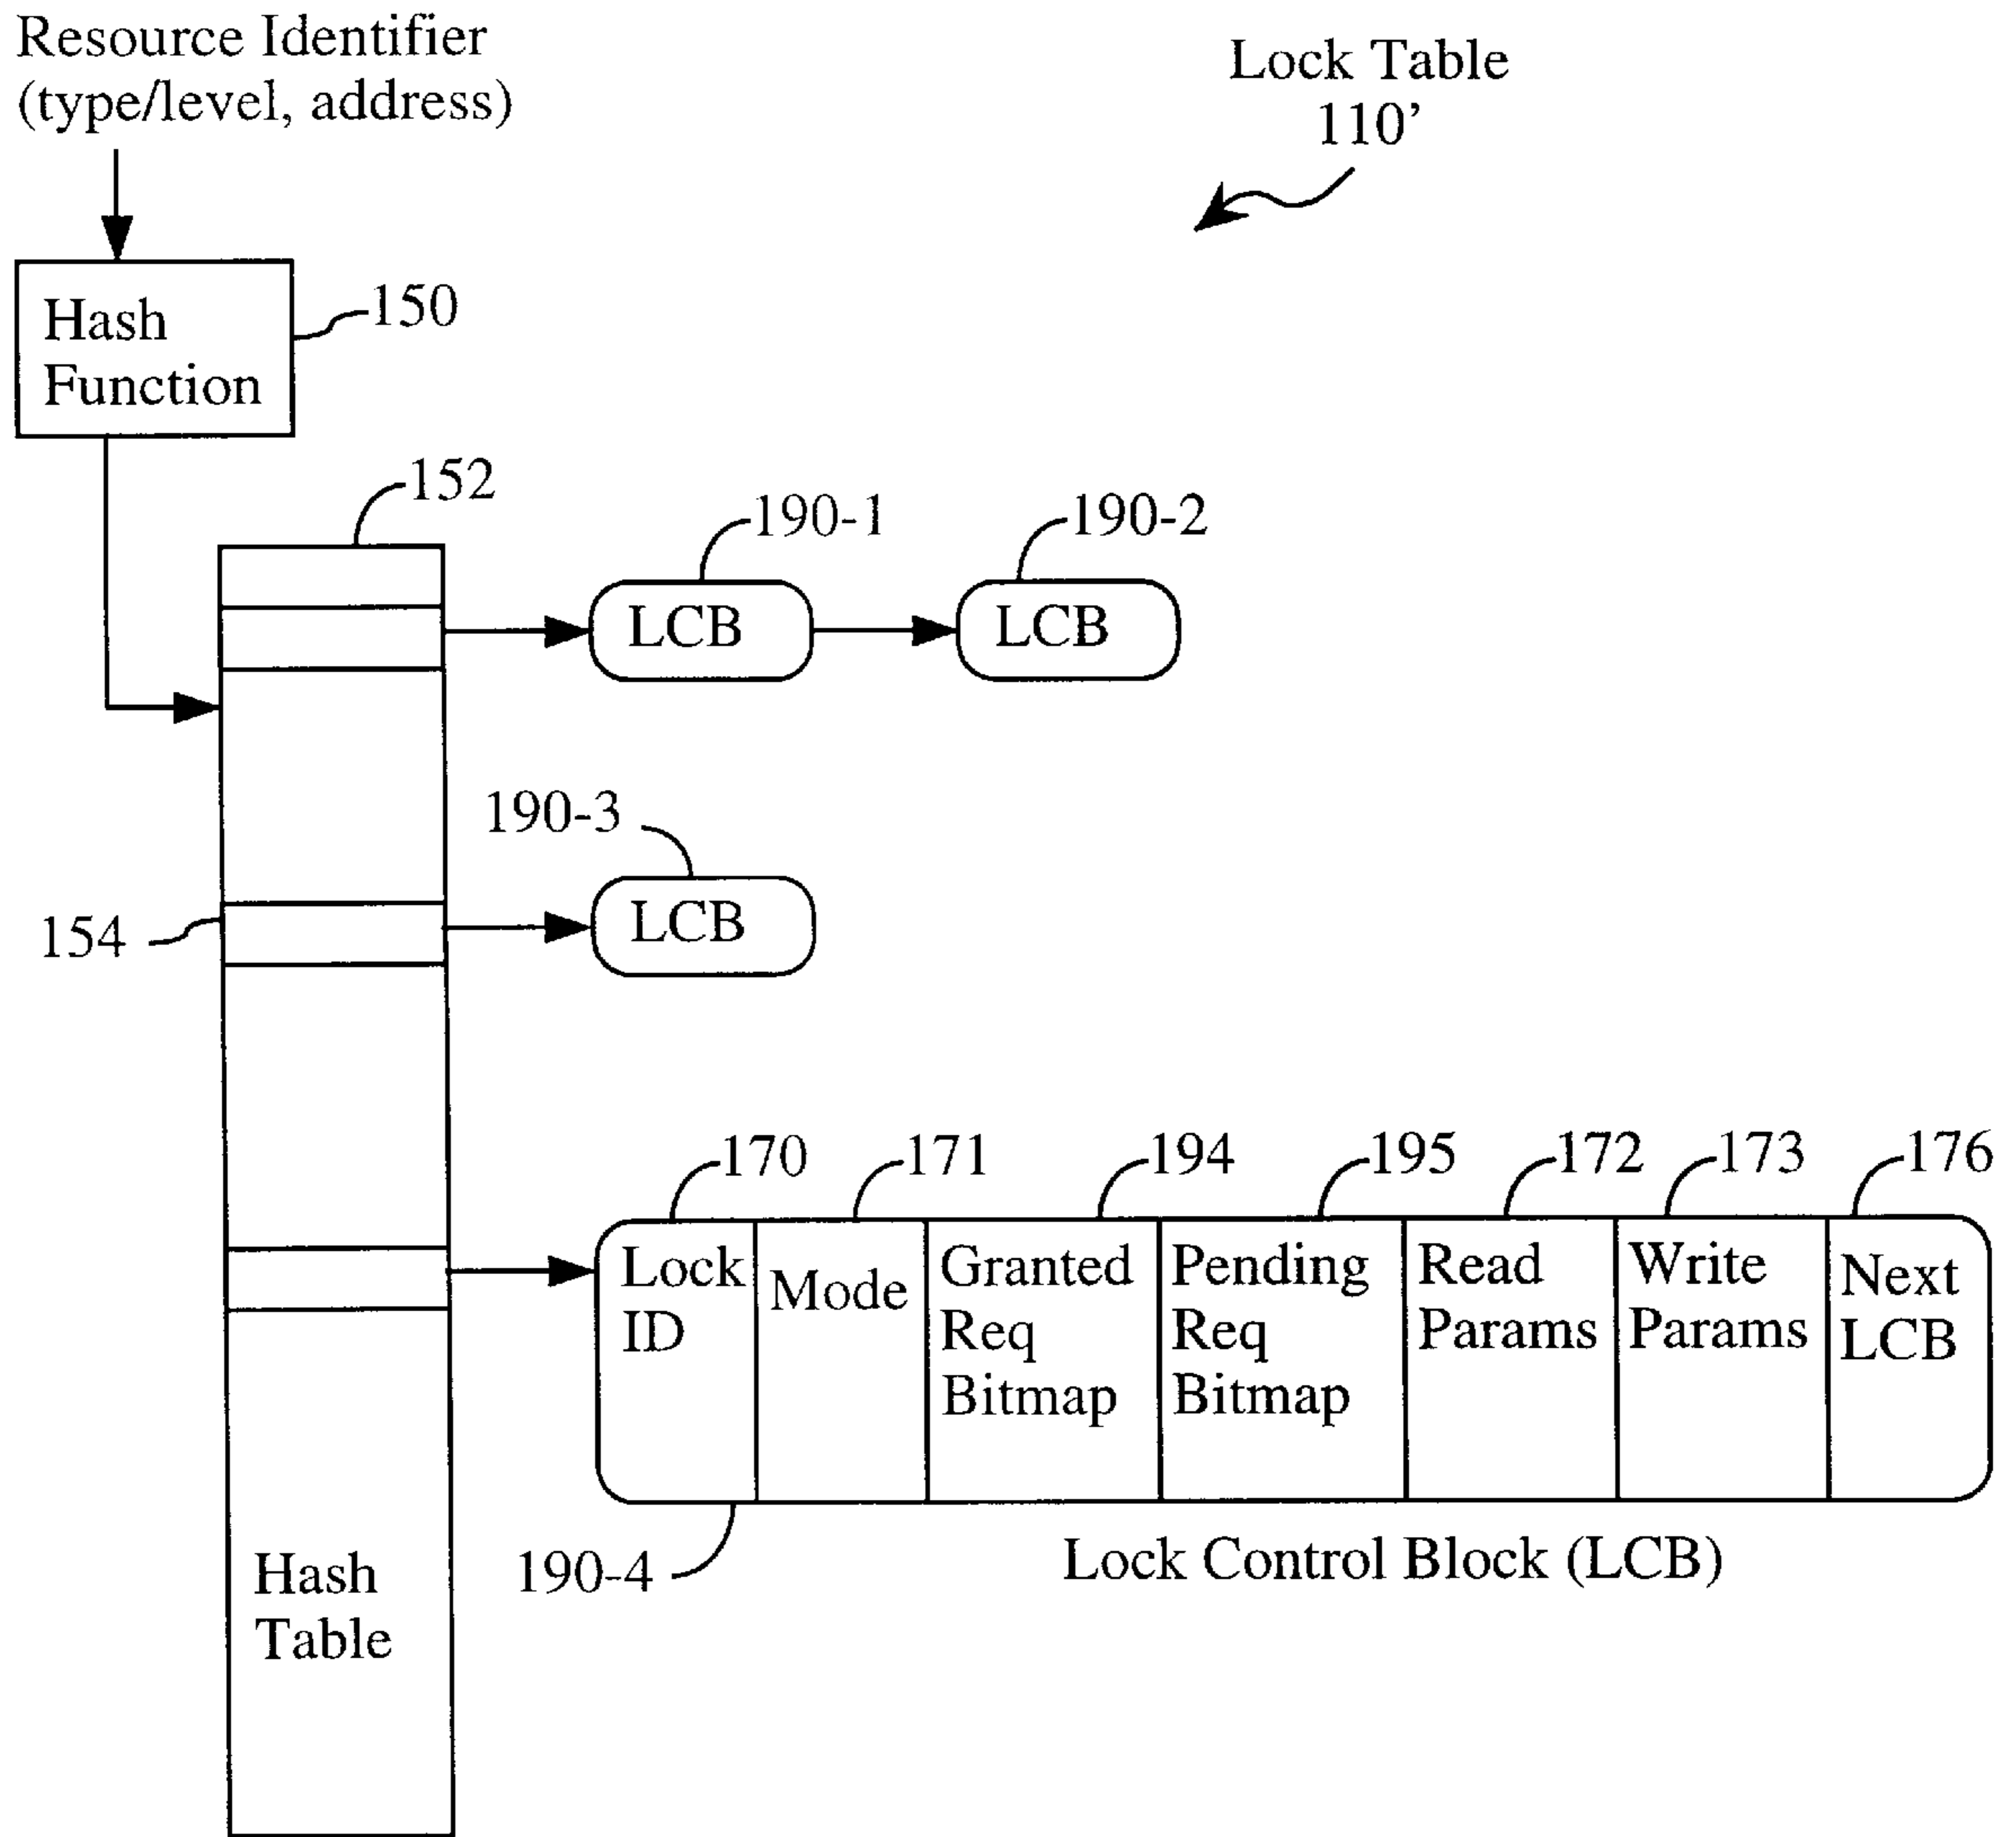 Resource Identifier
(type/level, address)
Lock Table
110’
Hash
Function
150
152
190-1
190-2
LCB
LCB
190-3
LCB
154
170
171
194
195
172
173
176
Lock
ID
Mode
Granted
Req
Bitmap
Pending
Req
Bitmap
Read
Params
Write
Params
Next
LCB
190-4
Lock Control Block (LCB)
Hash
Table